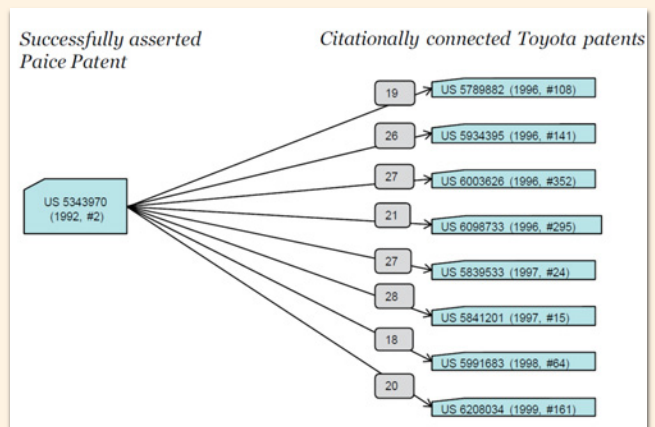 Successfully asserted
Paice Patent
Citationally connected Toyota patents
US 5343970
(1992, #2)
19
US 5789882 (1996, #108)
26
US 5934395 (1996, #141)
27
US 6003626 (1996, #352)
21
US 6098733 (1996, #295)
27
US 5839533 (1997, #24)
28
US 5841201 (1997, #15)
18
US 5991683 (1998, #64)
20
US 6208034 (1999, #161)